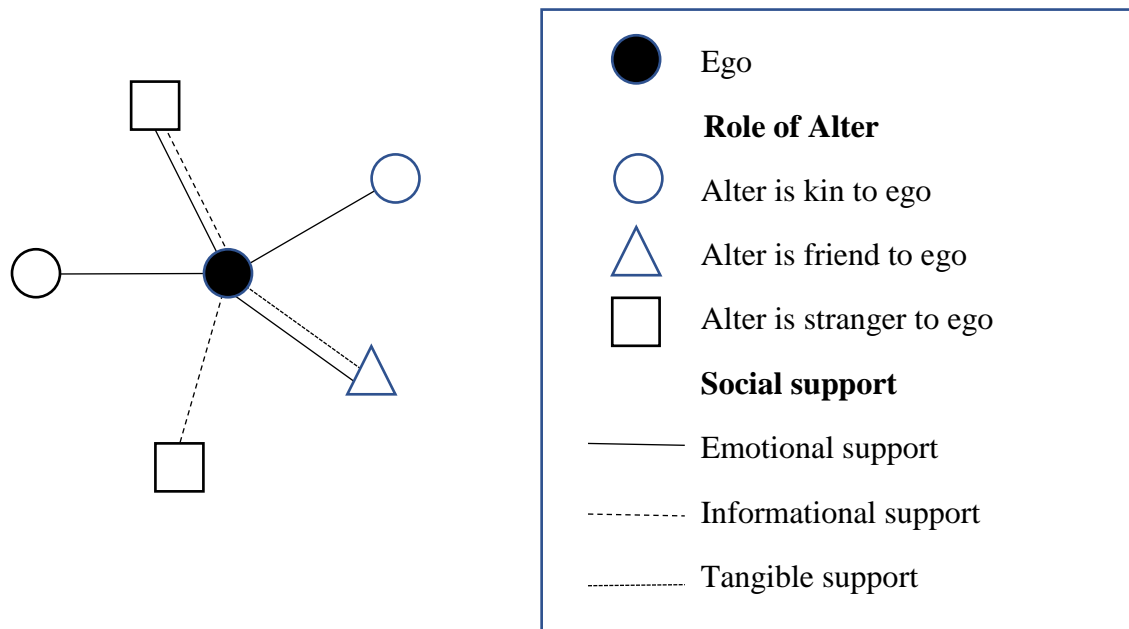 Ego
Role of Alter
Alter is kin to ego
Alter is friend to ego
Alter is stranger to ego
Social support
Emotional support
Informational support
Tangible support